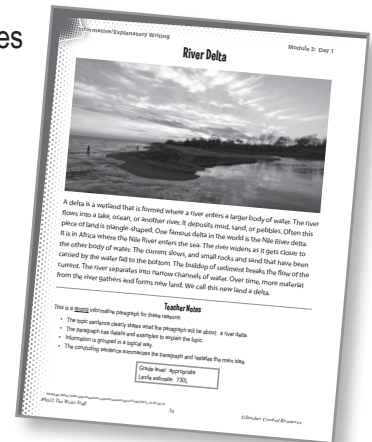 es
Informative/Explanatory Writing
Module 3: Day 1
River Delta
A delta is a wetland that is formed where a river enters a larger body of water. The river
flows into a lake, ocean, or another river. It deposits mud, sand, or pebbles. Often this
piece of land is triangle-shaped. One famous delta in the world is the Nile River delta.
It is in Africa where the Nile River enters the sea. The river widens as it gets closer to
the other body of water. The current slows, and small rocks and sand that have been
carried by the water fall to the bottom. The buildup of sediment breaks the flow of the
current. The river separates into narrow channels of water. Over time, more material
from the river gathers and forms new land. We call this new land a delta.
Teacher Notes
This is a strong informative paragraph for these reasons:
• The topic sentence clearly states what the paragraph will be about: a river delta.
• The paragraph has details and examples to explain the topic.
• Information is grouped in a logical way.
• The concluding sentence summarizes the paragraph and restates the main idea.
Grade level: appropriate
Lexile estimate: 730L
The Write Stuff
76
©Teacher Created Resources